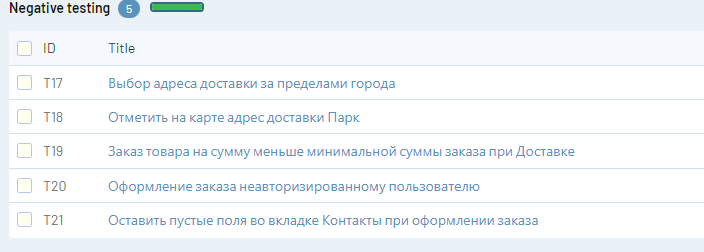 Negative testing 5
ID Title
T17 Выбор адреса доставки за пределами города
T18 Отметить на карте адрес доставки Парк
T19 Заказ товара на сумму меньше минимальной суммы заказа при Доставке
T20 Оформление заказа неавторизированному пользователю
T21 Оставить пустые поля во вкладке Контакты при оформлении заказа